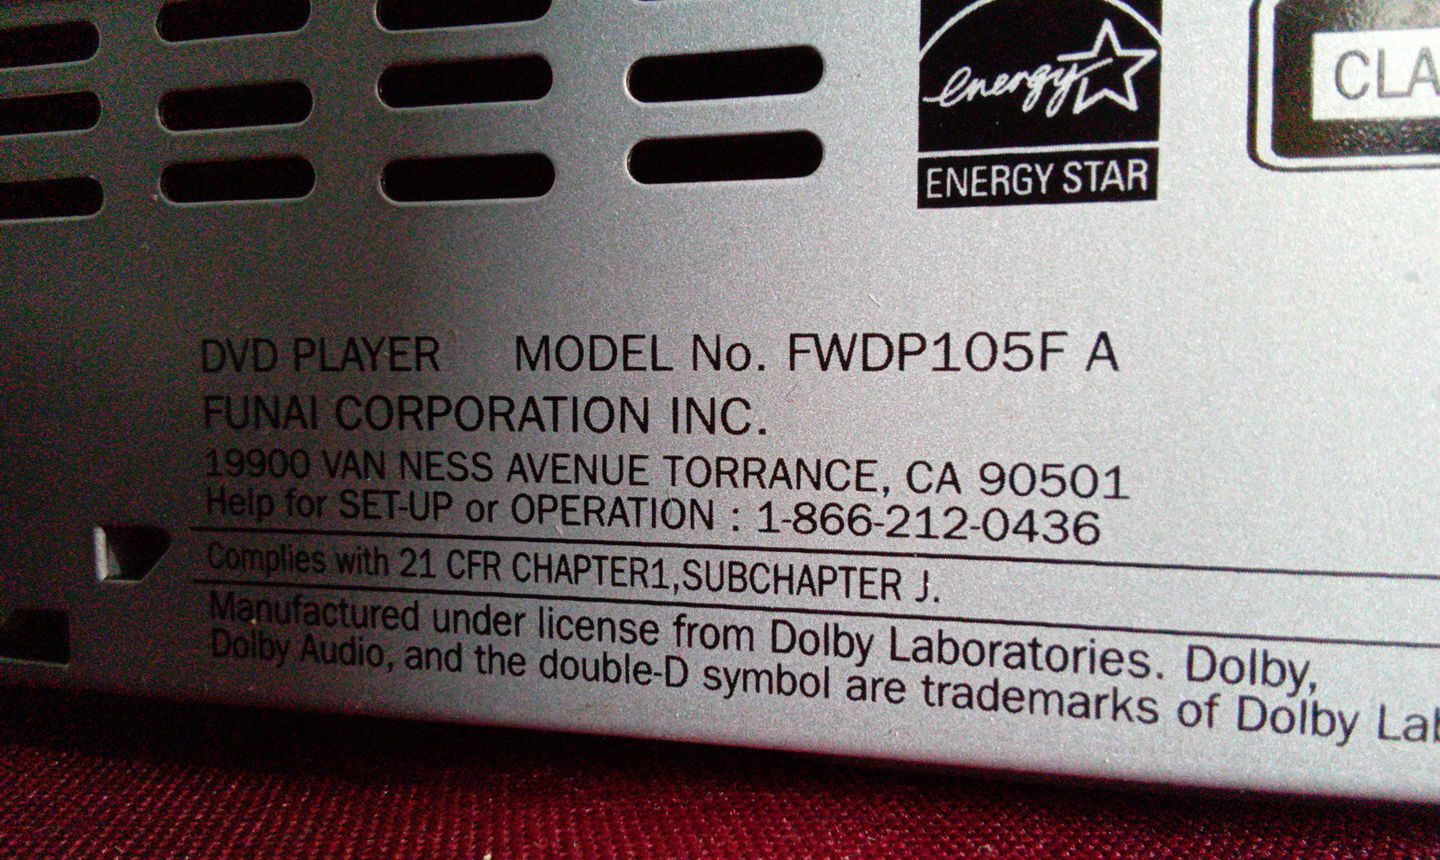 energy
ENERGY STAR
CLA
DVD PLAYER MODEL No. FWDP105F A
FUNAI CORPORATION INC.
19900 VAN NESS AVENUE TORRANCE, CA 90501
Help for SET-UP or OPERATION : 1-866-212-0436
Complies with 21 CFR CHAPTER1,SUBCHAPTER J.
Manufactured under license from Dolby Laboratories. Dolby,
Dolby Audio, and the double-D symbol are trademarks of Dolby Lab